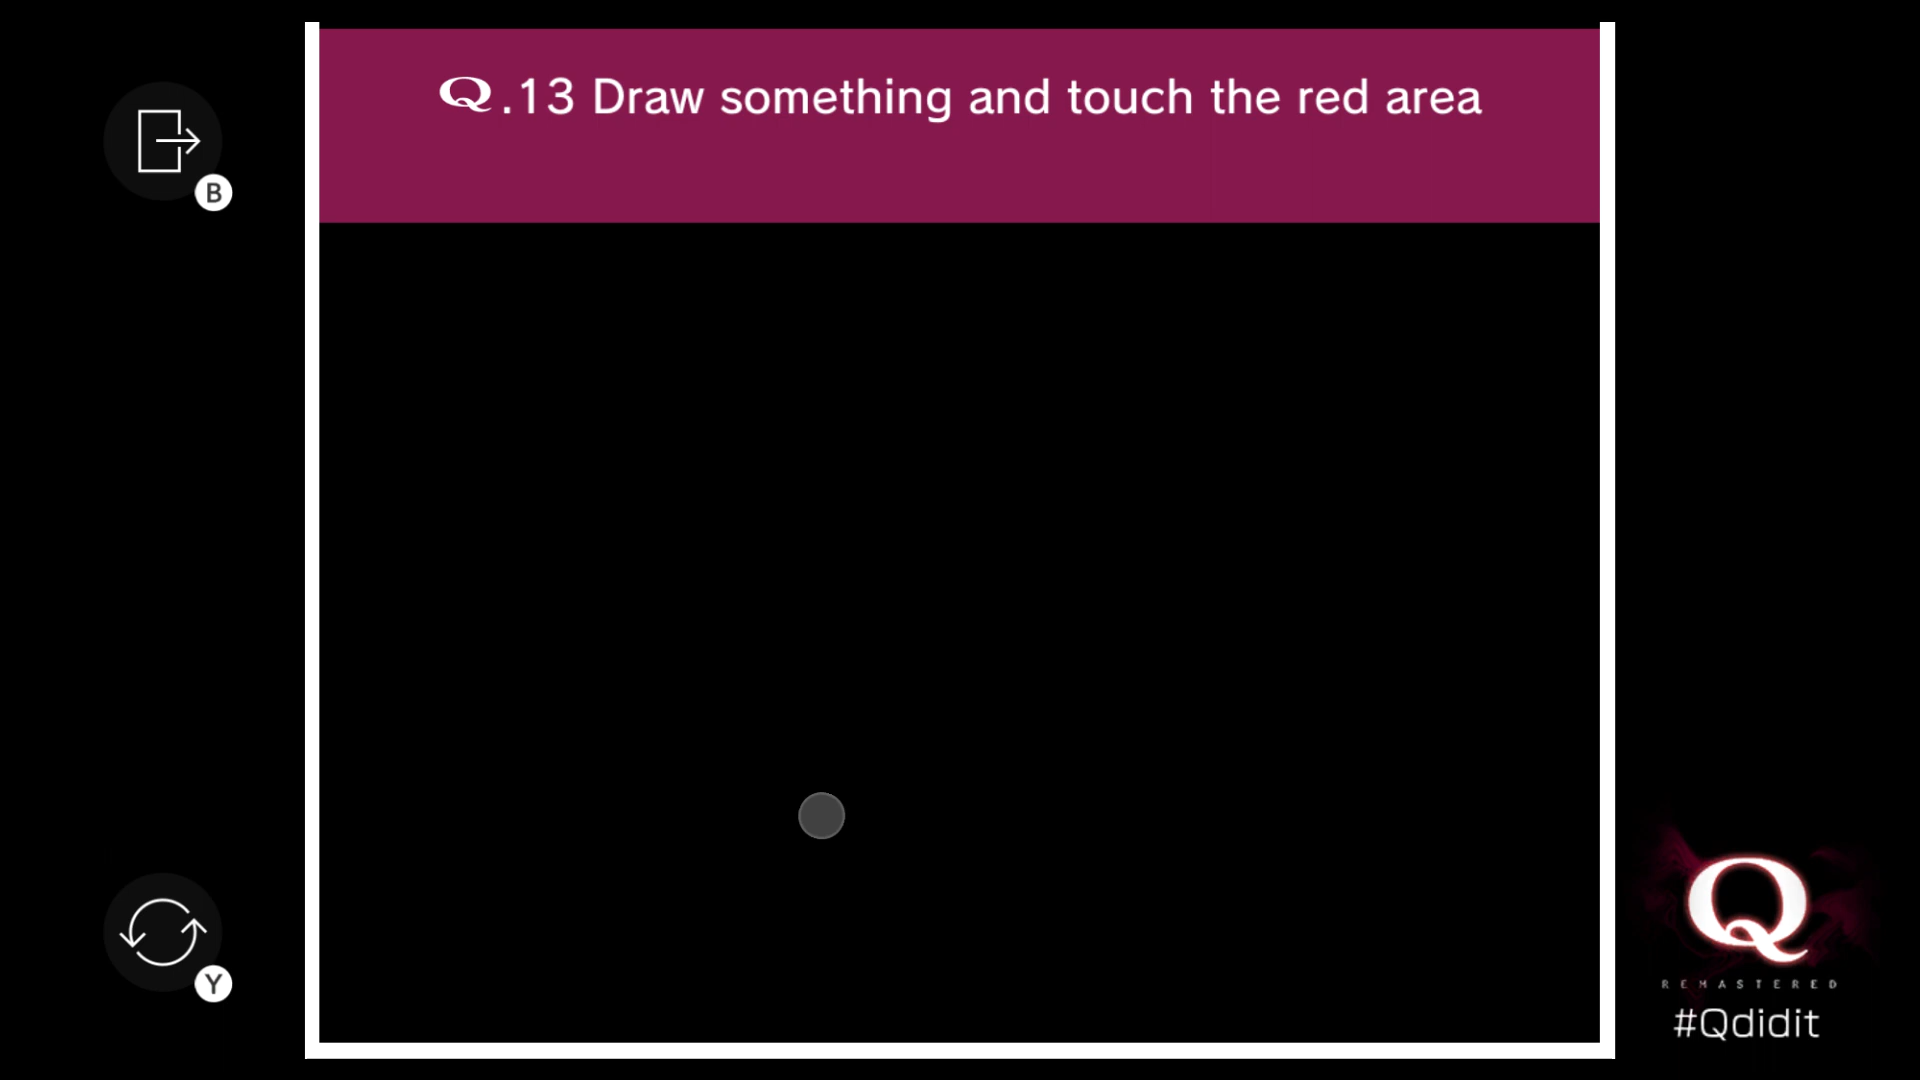 Q.13 Draw something and touch the red area
B
Y
Q
REMASTERED
#Qdidit